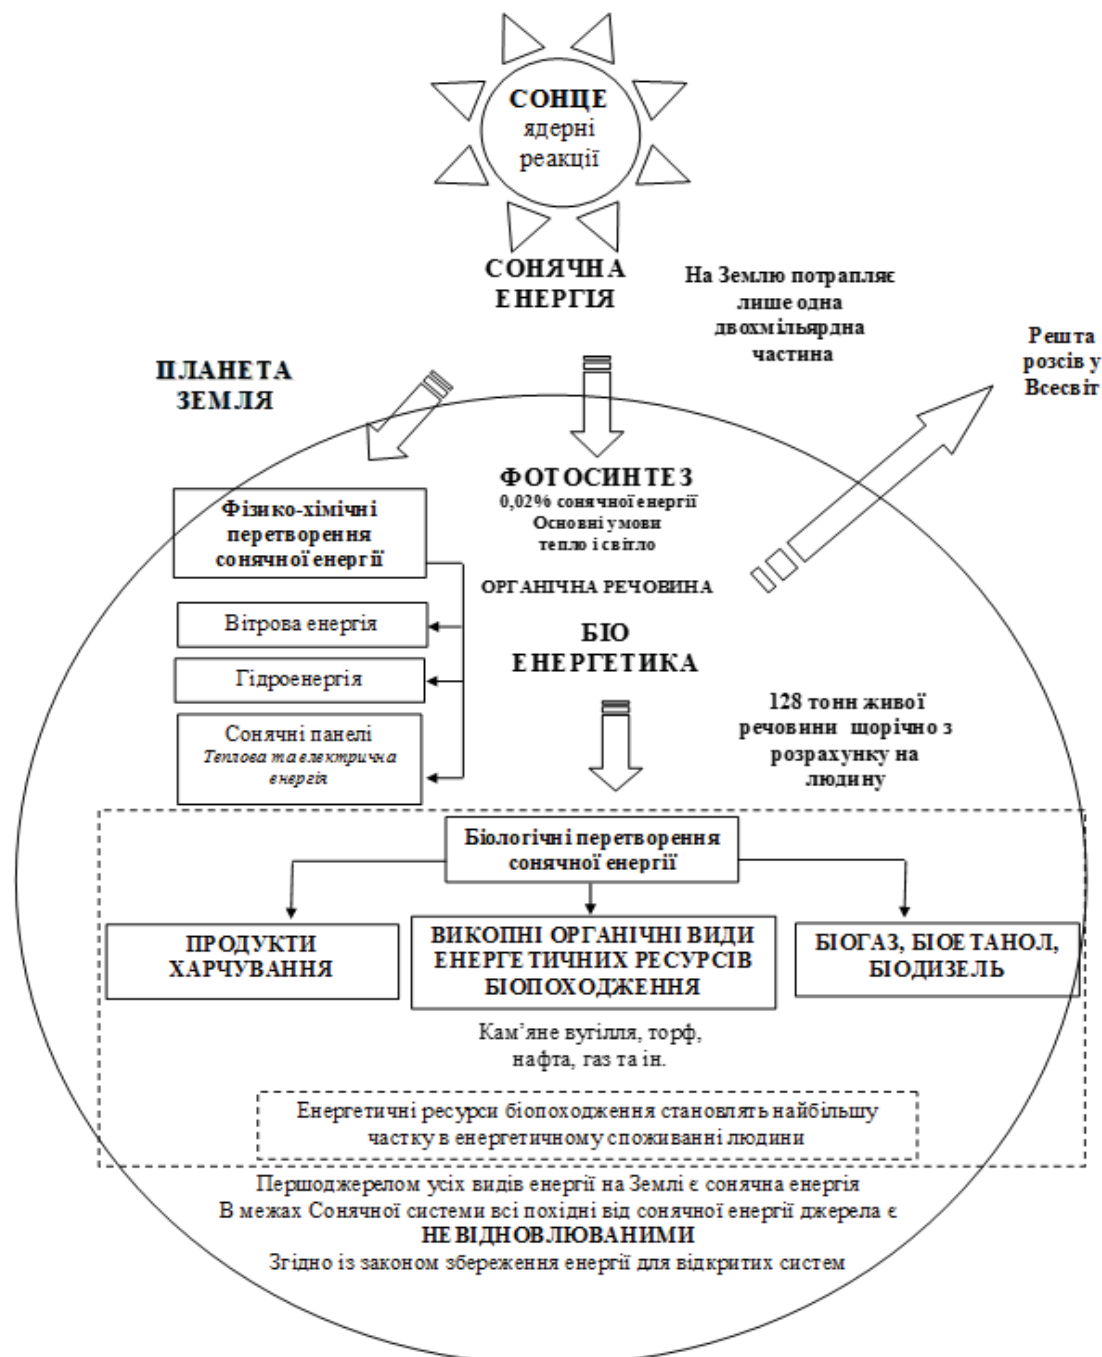 СОНЦЕ
ядерні
реакції
СОНЯЧНА
ЕНЕРГІЯ
На Землю потрапляє
лише одна
двохмільярдна
частина
Решта
розсів у
Всесвіт
ПЛАНЕТА
ЗЕМЛЯ
ФОТОСИНТЕЗ
0,02% сонячної енергії
Основні умови
тепло і світло
Фізико-хімічні
перетворення
сонячної енергії
ОРГАНІЧНА РЕЧОВИНА
Вітрова енергія
БІО
ЕНЕРГЕТИКА
Гідроенергія
Сонячні панелі
Теплова та електрична
енергія
128 тонн живої
речовини щорічно з
розрахунку на
людину
Біологічні перетворення
сонячної енергії
ПРОДУКТИ
ХАРЧУВАННЯ
ВИКОПНІ ОРГАНІЧНІ ВИДИ
ЕНЕРГЕТИЧНИХ РЕСУРСІВ
БІОПОХОДЖЕННЯ
БІОГАЗ, БІОЕТАНОЛ,
БІОДИЗЕЛЬ
Кам’яне вугілля, торф,
нафта, газ та ін.
Енергетичні ресурси біопоходження становлять найбільшу
частку в енергетичному споживанні людини
Першоджерелом усіх видів енергії на Землі є сонячна енергія
В межах Сонячної системи всі похідні від сонячної енергії джерела є
НЕВІДНОВЛЮВАНИМИ
Згідно із законом збереження енергії для відкритих систем